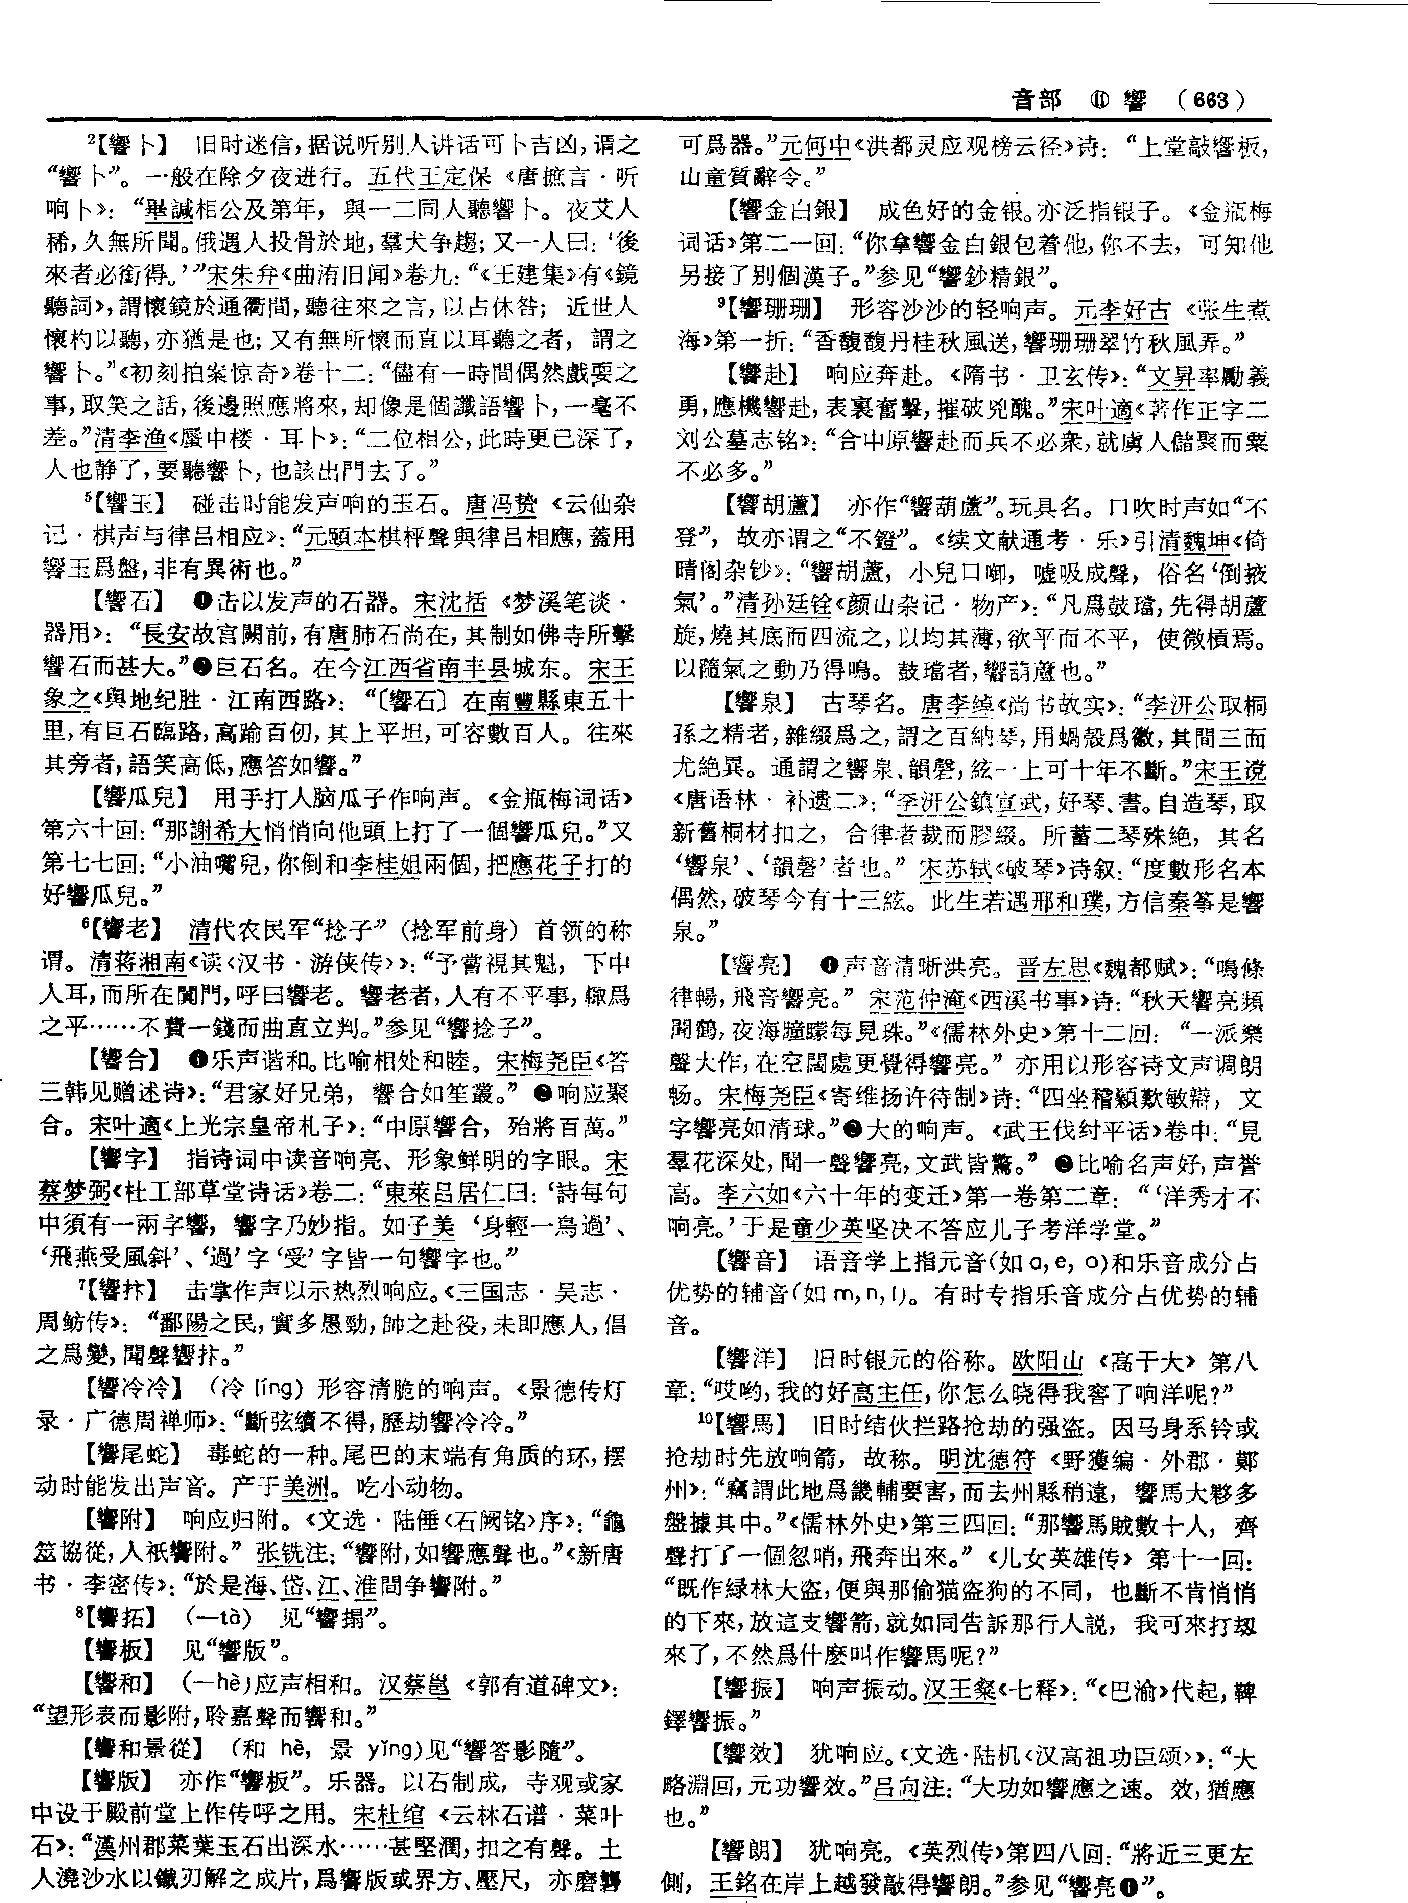 音部　⑪ 響　（663）
²【響卜】　旧时迷信，据说听别人讲话可卜吉凶，谓之
“響卜”。一般在除夕夜进行。五代王定保《唐摭言·听
响卜》：“畢諴相公及第年，與一二同人聽響卜。夜艾人
稀，久無所聞。俄遇人投骨於地，羣犬争趨；又一人曰：‘後
來者必銜得。’”宋朱弁《曲洧旧闻》卷九：“《王建集》有《鏡
聽詞》，謂懷鏡於通衢間，聽往來之言，以占休咎；近世人
懷杓以聽，亦猶是也；又有無所懷而直以耳聽之者，謂之
響卜。”《初刻拍案惊奇》卷十二：“儘有一時間偶然戲耍之
事，取笑之話，後邊照應將來，却像是個讖語響卜，一毫不
差。”清李渔《蜃中楼·耳卜》：“二位相公，此時更已深了，
人也静了，要聽響卜，也該出門去了。”
⁵【響玉】　碰击时能发声响的玉石。唐冯贽《云仙杂
记·棋声与律吕相应》：“元頤本棋枰聲與律吕相應，蓋用
響玉爲盤，非有異術也。”
【響石】　❶击以发声的石器。宋沈括《梦溪笔谈·
器用》：“長安故宫闕前，有唐肺石尚在，其制如佛寺所擊
響石而甚大。”❷巨石名。在今江西省南丰县城东。宋王
象之《舆地纪胜·江南西路》：“〔響石〕在南豐縣東五十
里，有巨石臨路，高踰百仞，其上平坦，可容數百人。往來
其旁者，語笑高低，應答如響。”
【響瓜兒】　用手打人脑瓜子作响声。《金瓶梅词话》
第六十回：“那謝希大悄悄向他頭上打了一個響瓜兒。”又
第七七回：“小油嘴兒，你倒和李桂姐兩個，把應花子打的
好響瓜兒。”
⁶【響老】　清代农民军“捻子”（捻军前身）首领的称
谓。清蒋湘南《读〈汉书·游侠传〉》：“予嘗視其魁，下中
人耳，而所在閧門，呼曰響老。響老者，人有不平事，輙爲
之平……不費一錢而曲直立判。”参见“響捻子”。
【響合】　❶乐声谐和。比喻相处和睦。宋梅尧臣《答
三韩见赠述诗》：“君家好兄弟，響合如笙叢。”❷响应聚
合。宋叶適《上光宗皇帝札子》：“中原響合，殆將百萬。”
【響字】　指诗词中读音响亮、形象鲜明的字眼。宋
蔡梦弼《杜工部草堂诗话》卷二：“東萊吕居仁曰：‘詩每句
中須有一兩字響，響字乃妙指。如子美‘身輕一鳥過’、
‘飛燕受風斜’、‘過’字‘受’字皆一句響字也。”
⁷【響抃】　击掌作声以示热烈响应。《三国志·吴志·
周鲂传》：“鄱陽之民，實多愚勁，帥之赴役，未即應人，倡
之爲變，聞聲響抃。”
【響冷冷】　（冷 líng）形容清脆的响声。《景德传灯
录·广德周禅师》：“斷弦續不得，歷劫響冷冷。”
【響尾蛇】　毒蛇的一种。尾巴的末端有角质的环，摆
动时能发出声音。产于美洲。吃小动物。
【響附】　响应归附。《文选·陆倕〈石阙铭〉序》：“龜
筮協從，人祇響附。”张铣注：“響附，如響應聲也。”《新唐
书·李密传》：“於是海、岱、江、淮間争響附。”
⁸【響拓】　（—tà）　见“響搨”。
【響板】　见“響版”。
【響和】　（—hè）应声相和。汉蔡邕《郭有道碑文》：
“望形表而影附，聆嘉聲而響和。”
【響和景從】　（和 hè，景 yǐng）见“響答影隨”。
【響版】　亦作“響板”。乐器。以石制成，寺观或家
中设于殿前堂上作传呼之用。宋杜绾《云林石谱·菜叶
石》：“漢州郡菜葉玉石出深水……甚堅潤，扣之有聲。土
人澆沙水以鐵刃解之成片，爲響版或界方、壓尺，亦磨礱
可爲器。”元何中《洪都灵应观榜云径》诗：“上堂敲響板，
山童質辭令。”
【響金白銀】　成色好的金银。亦泛指银子。《金瓶梅
词话》第二一回：“你拿響金白銀包着他，你不去，可知他
另接了别個漢子。”参见“響鈔精銀”。
⁹【響珊珊】　形容沙沙的轻响声。元李好古《张生煮
海》第一折：“香馥馥丹桂秋風送，響珊珊翠竹秋風弄。”
【響赴】　响应奔赴。《隋书·卫玄传》：“文昇率勵義
勇，應機響赴，表裏奮擊，摧破兇醜。”宋叶適《著作正字二
刘公墓志铭》：“合中原響赴而兵不必衆，就虜人儲聚而粟
不必多。”
【響胡蘆】　亦作“響葫蘆”。玩具名。口吹时声如“不
登”，故亦谓之“不鐙”。《续文献通考·乐》引清魏坤《倚
晴阁杂钞》：“響胡蘆，小兒口啣，嘘吸成聲，俗名‘倒掖
氣’。”清孙廷铨《颜山杂记·物产》：“凡爲鼓璫，先得胡蘆
旋，燒其底而四流之，以均其薄，欲平而不平，使微槓焉。
以隨氣之動乃得鳴。鼓璫者，響葫蘆也。”
【響泉】　古琴名。唐李绰《尚书故实》：“李汧公取桐
孫之精者，雜綴爲之，謂之百納琴，用蝸殻爲徽，其間三面
尤絶異。通謂之響泉、韻磬，絃一上可十年不斷。”宋王谠
《唐语林·补遗二》：“李汧公鎮宣武，好琴、書。自造琴，取
新舊桐材扣之，合律者裁而膠綴。所蓄二琴殊絶，其名
‘響泉’、‘韻磬’者也。”宋苏轼《破琴》诗叙：“度數形名本
偶然，破琴今有十三絃。此生若遇邢和璞，方信秦筝是響
泉。”
【響亮】　❶声音清晰洪亮。晋左思《魏都赋》：“鳴條
律暢，飛音響亮。”宋范仲淹《西溪书事》诗：“秋天響亮頻
聞鹤，夜海瞳矇每見珠。”《儒林外史》第十二回：“一派樂
聲大作，在空闊處更覺得響亮。”亦用以形容诗文声调朗
畅。宋梅尧臣《寄维扬许待制》诗：“四坐稽顙歎敏辯，文
字響亮如清球。”❷大的响声。《武王伐纣平话》卷中：“見
羣花深处，聞一聲響亮，文武皆驚。”❷比喻名声好，声誉
高。李六如《六十年的变迁》第一卷第二章：“‘洋秀才不
响亮。’于是童少英坚决不答应儿子考洋学堂。”
【響音】　语音学上指元音（如 a，e，o）和乐音成分占
优势的辅音（如 m，n，l）。有时专指乐音成分占优势的辅
音。
【響洋】　旧时银元的俗称。欧阳山《高干大》第八
章：“哎哟，我的好高主任，你怎么晓得我窖了响洋呢？”
¹⁰【響馬】　旧时结伙拦路抢劫的强盗。因马身系铃或
抢劫时先放响箭，故称。明沈德符《野獲编·外郡·鄭
州》：“竊謂此地爲畿輔要害，而去州縣稍遠，響馬大夥多
盤據其中。”《儒林外史》第三四回：“那響馬賊數十人，齊
聲打了一個忽哨，飛奔出來。”《儿女英雄传》第十一回：
“既作緑林大盗，便與那偷猫盗狗的不同，也斷不肯悄悄
的下來，放這支響箭，就如同告訴那行人説，我可來打刼
來了，不然爲什麽叫作響馬呢？”
【響振】　响声振动。汉王粲《七释》：“《巴渝》代起，鞞
鐸響振。”
【響效】　犹响应。《文选·陆机〈汉高祖功臣颂〉》：“大
略淵回，元功響效。”吕向注：“大功如響應之速。效，猶應
也。”
【響朗】　犹响亮。《英烈传》第四八回：“將近三更左
側，王銘在岸上越發敲得響朗。”参见“響亮❶”。